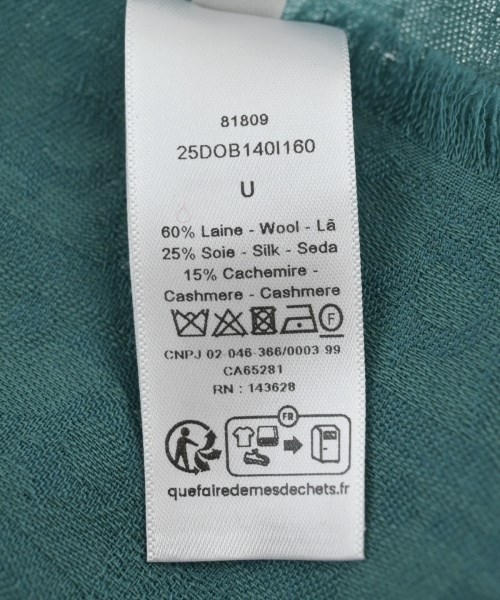 81809
25DOB140I160
U
60% Laine - Wool - Lã
25% Soie - Silk - Seda
15% Cachemire -
Cashmere - Cashmere
F
CNPJ 02-046-366/0003 99
CA65281
RN : 143628
FR
quefairedemesdechets.fr